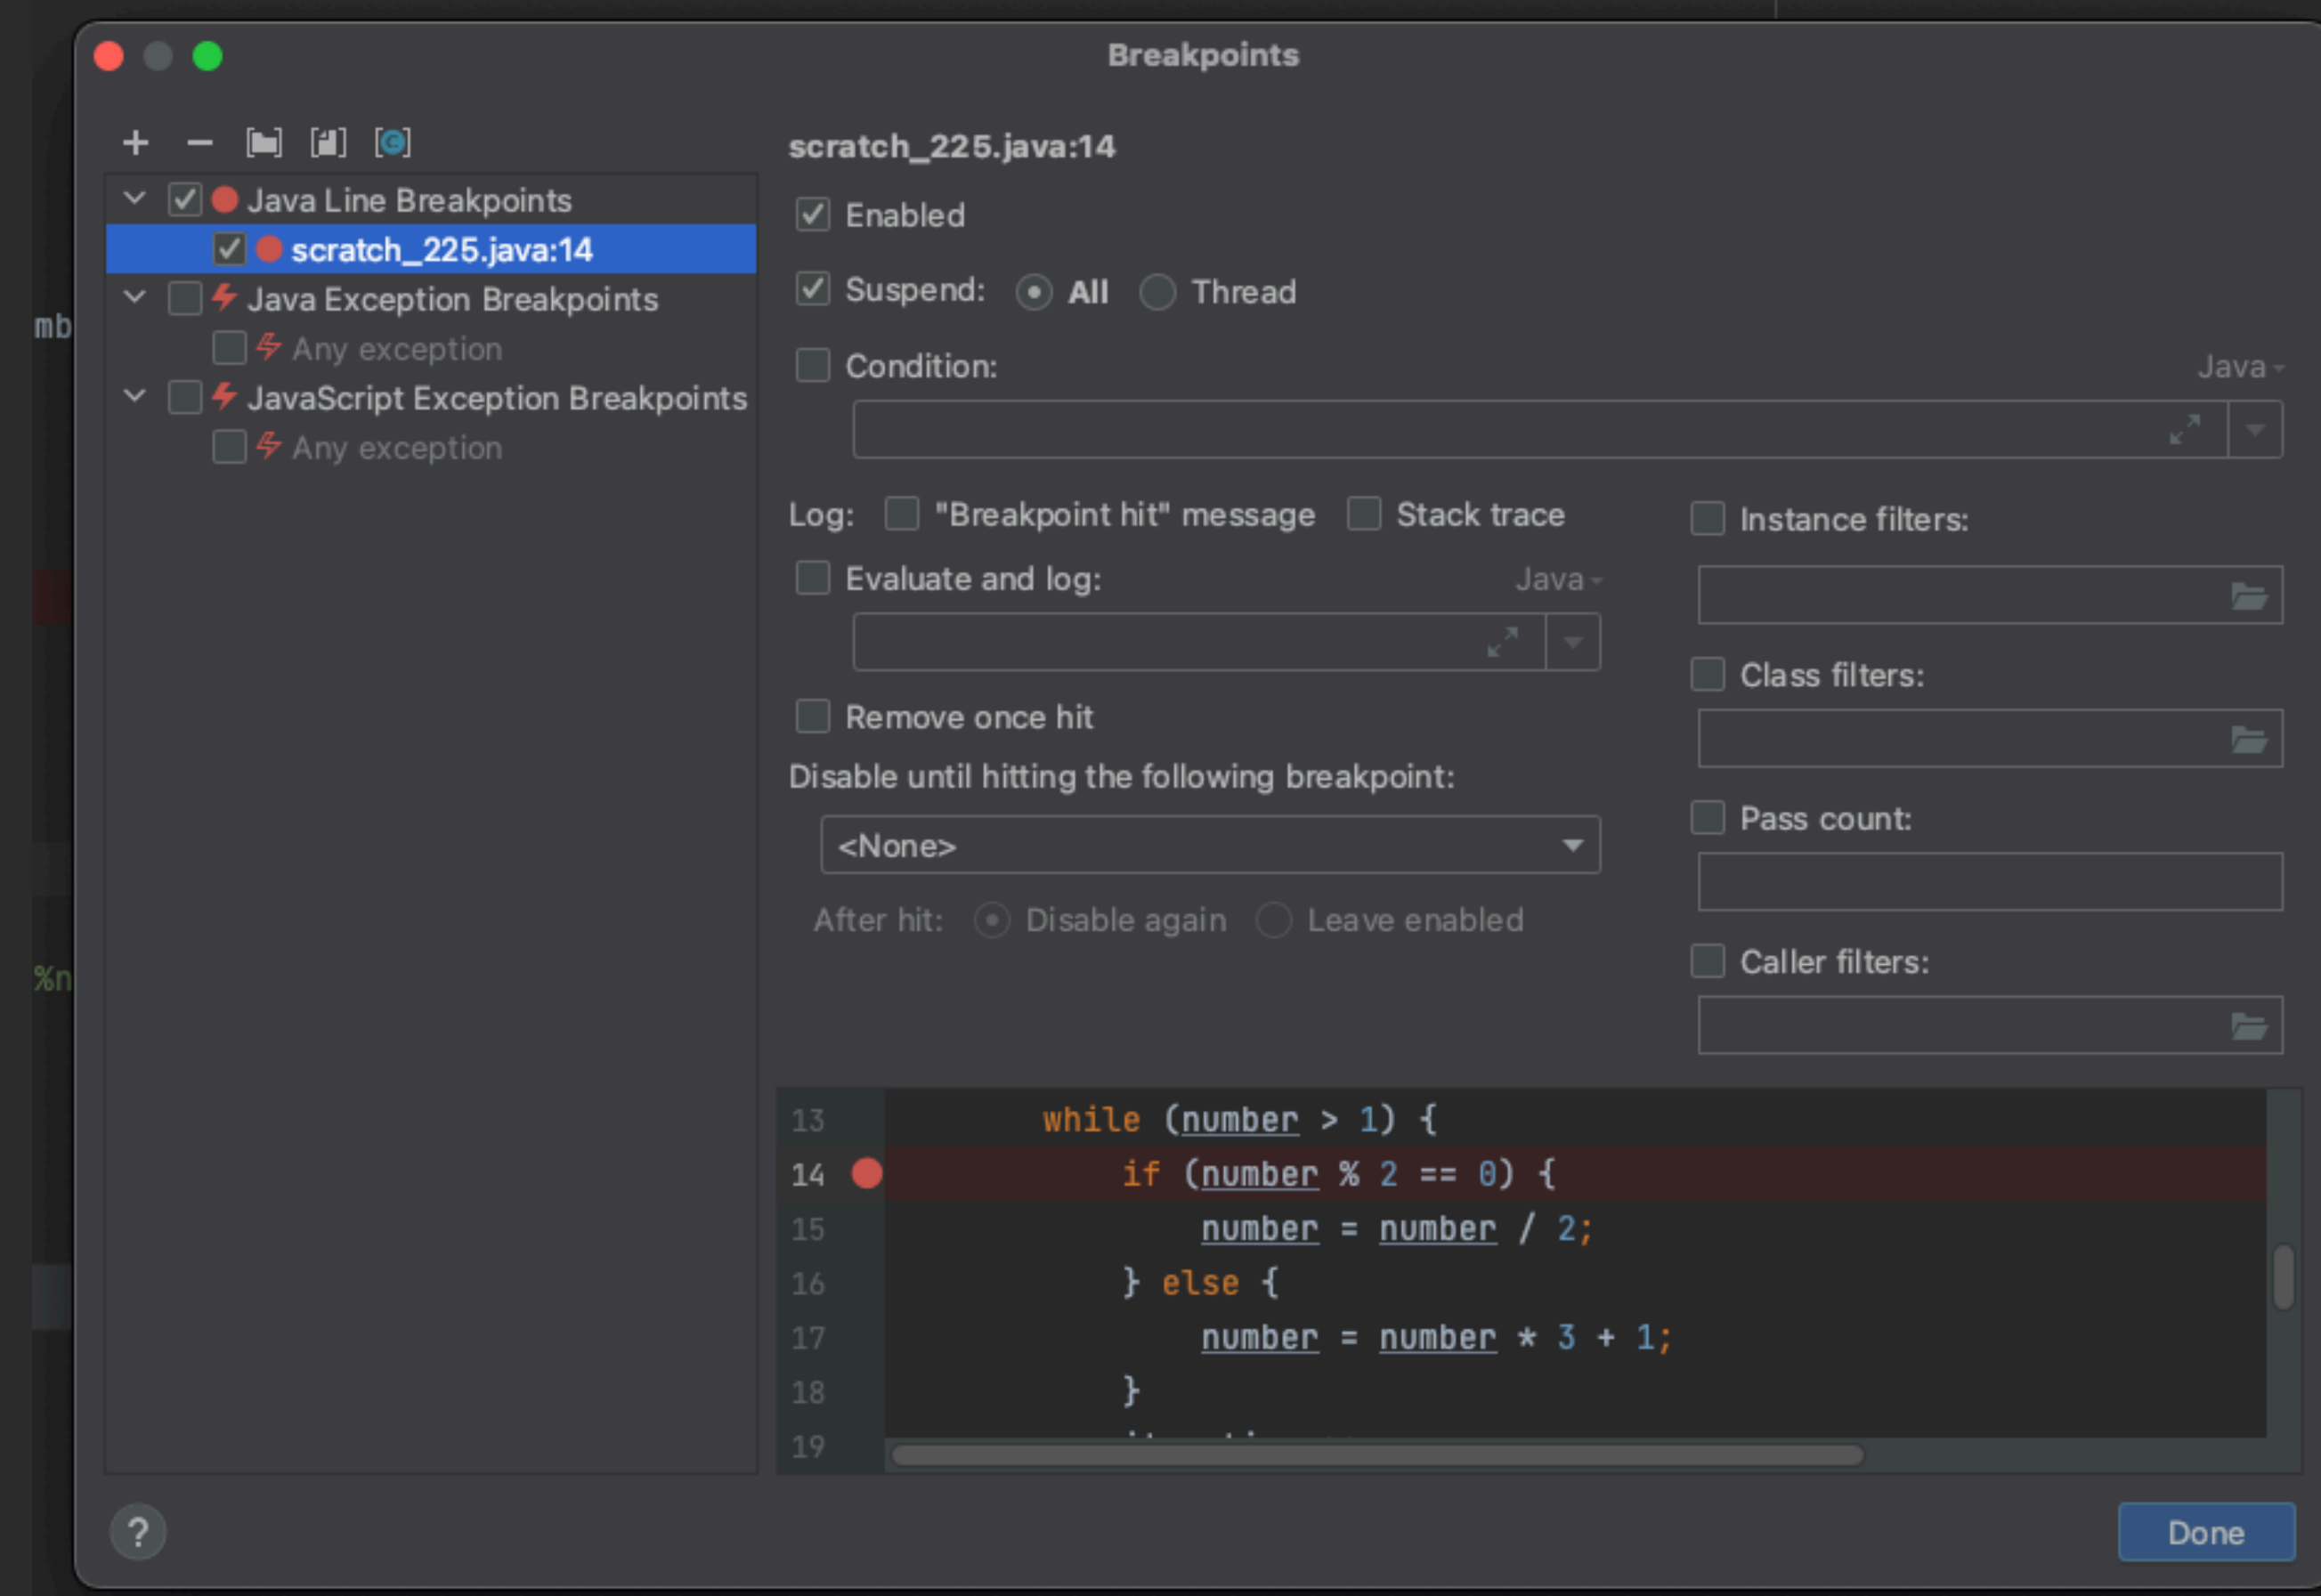 Breakpoints
Java Line Breakpoints
scratch_225.java:14
Java Exception Breakpoints
Any exception
JavaScript Exception Breakpoints
Any exception
scratch_225.java:14
Enabled
Suspend: All Thread
Condition: Java
Log: "Breakpoint hit" message Stack trace
Evaluate and log: Java
Remove once hit
Disable until hitting the following breakpoint:
<None>
After hit: Disable again Leave enabled
Instance filters:
Class filters:
Pass count:
Caller filters:
13 while (number > 1) {
14 if (number % 2 == 0) {
15 number = number / 2;
16 } else {
17 number = number * 3 + 1;
18 }
19
?
Done
mb
%n